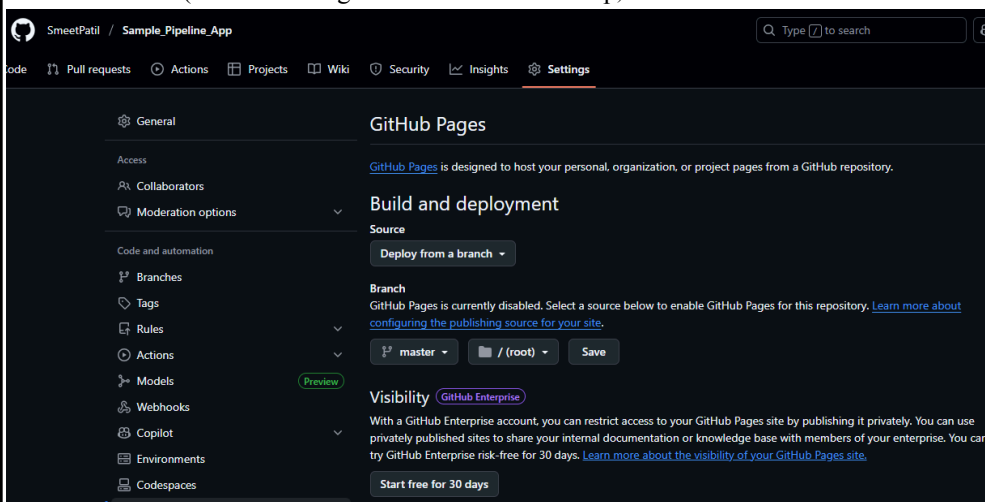 SmeetPatil / Sample_Pipeline_App
Type / to search
Code Pull requests Actions Projects Wiki Security Insights Settings
General
Access
Collaborators
Moderation options
Code and automation
Branches
Tags
Rules
Actions
Models Preview
Webhooks
Copilot
Environments
Codespaces
GitHub Pages
GitHub Pages is designed to host your personal, organization, or project pages from a GitHub repository.
Build and deployment
Source
Deploy from a branch
Branch
GitHub Pages is currently disabled. Select a source below to enable GitHub Pages for this repository. Learn more about
configuring the publishing source for your site.
master / (root) Save
Visibility GitHub Enterprise
With a GitHub Enterprise account, you can restrict access to your GitHub Pages site by publishing it privately. You can use
privately published sites to share your internal documentation or knowledge base with members of your enterprise. You can
try GitHub Enterprise risk-free for 30 days. Learn more about the visibility of your GitHub Pages site.
Start free for 30 days